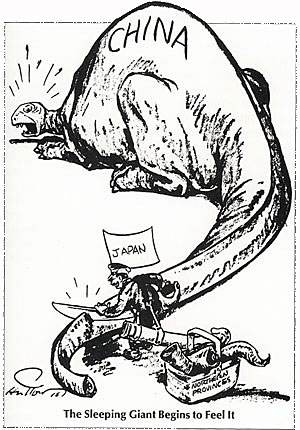 CHINA
JAPAN
NORTHERN
PROVINCES
The Sleeping Giant Begins to Feel It